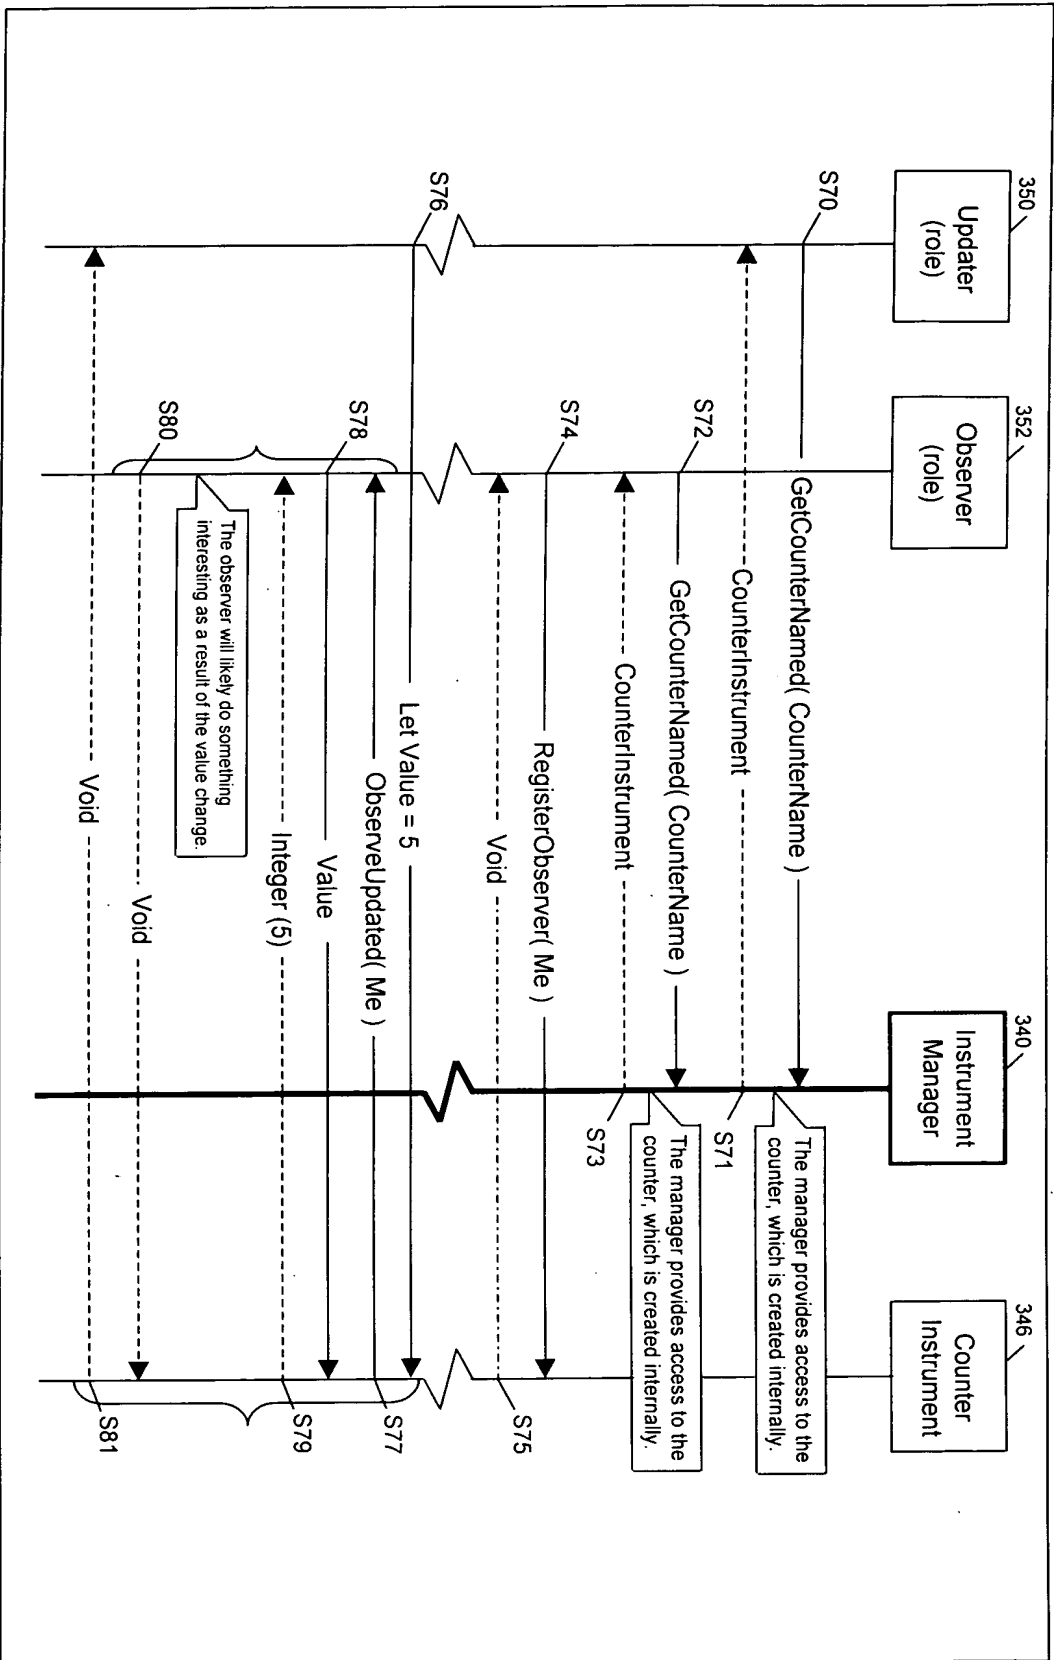 350
Updater
(role)
352
Observer
(role)
340
Instrument
Manager
346
Counter
Instrument
S70
GetCounterNamed( CounterName )
The manager provides access to the
counter, which is created internally.
CounterInstrument
S71
S72
GetCounterNamed( CounterName )
The manager provides access to the
counter, which is created internally.
CounterInstrument
S73
S74
RegisterObserver( Me )
Void
S75
S76
Let Value = 5
ObserveUpdated( Me )
S77
S78
Value
Integer (5)
S79
The observer will likely do something
interesting as a result of the value change.
S80
Void
Void
S81